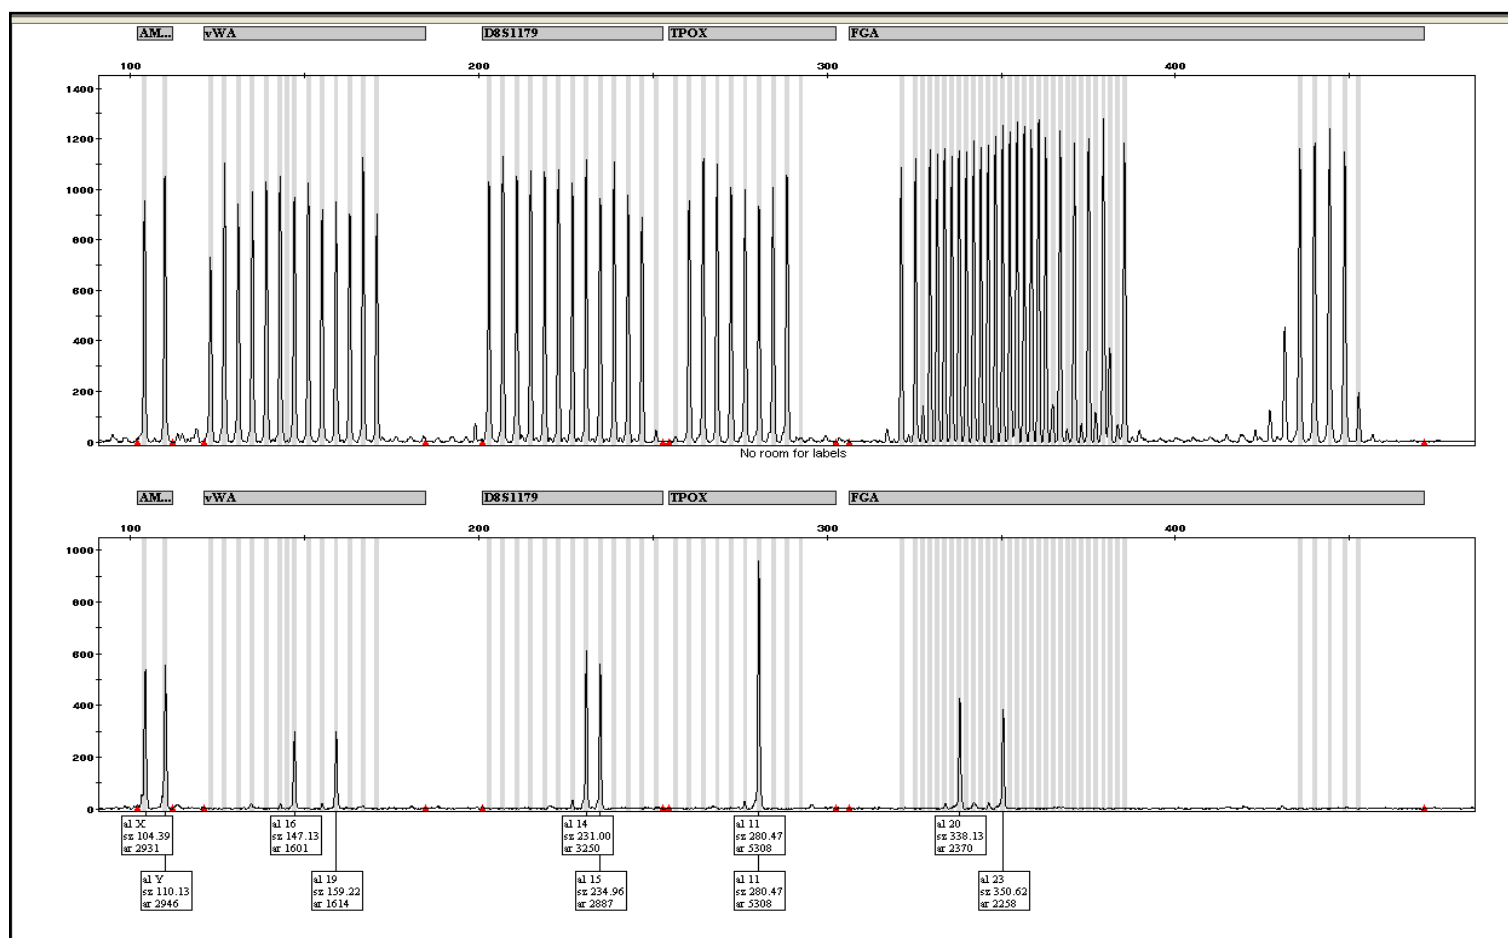 AM... vWA D8S1179 TPOX FGA
100 200 300 400
1400
1200
1000
800
600
400
200
0
No room for labels
AM... vWA D8S1179 TPOX FGA
100 200 300 400
1000
800
600
400
200
0
al X al 16 al 14 al 11 al 20
sz 104.39 sz 147.13 sz 231.00 sz 280.47 sz 338.13
ar 2931 ar 1601 ar 3250 ar 5308 ar 2370
al Y al 19 al 15 al 11 al 23
sz 110.13 sz 159.22 sz 234.96 sz 280.47 sz 350.62
ar 2946 ar 1614 ar 2887 ar 5308 ar 2258